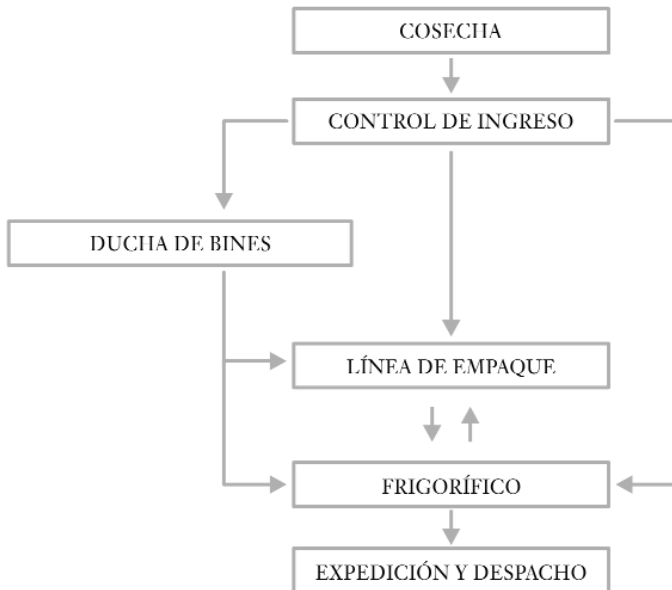 COSECHA
CONTROL DE INGRESO
DUCHA DE BINES
LÍNEA DE EMPAQUE
FRIGORÍFICO
EXPEDICIÓN Y DESPACHO